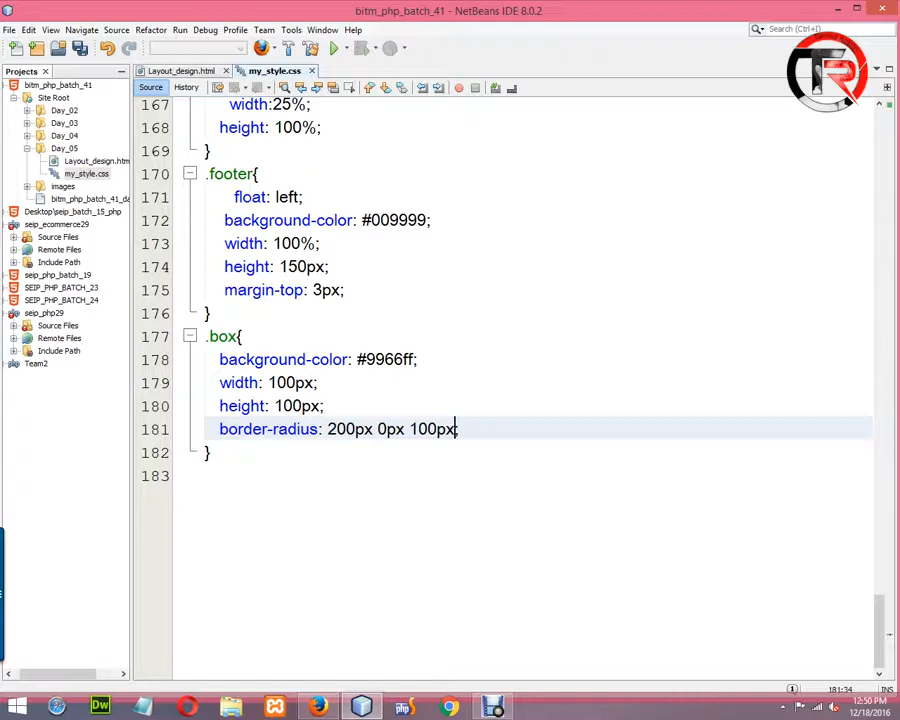 bitm_php_batch_41 - NetBeans IDE 8.0.2
File Edit View Navigate Source Refactor Run Debug Profile Team Tools Window Help
Search (Ctrl+I)
Projects
Layout_design.html
my_style.css
Source History
TR
bitm_php_batch_41
Site Root
Day_02
Day_03
Day_04
Day_05
Layout_design.htm
my_style.css
images
bitm_php_batch_41_da
Desktop\seip_batch_15_php
seip_ecommerce29
Source Files
Remote Files
Include Path
seip_php_batch_19
SEIP_PHP_BATCH_23
SEIP_PHP_BATCH_24
seip_php29
Source Files
Remote Files
Include Path
Team2
167 width:25%;
168 height: 100%;
169 }
170 .footer{
171 float: left;
172 background-color: #009999;
173 width: 100%;
174 height: 150px;
175 margin-top: 3px;
176 }
177 .box{
178 background-color: #9966ff;
179 width: 100px;
180 height: 100px;
181 border-radius: 200px 0px 100px;
182 }
183
1 181:34
Dw
php
12:50 PM
12/18/2016